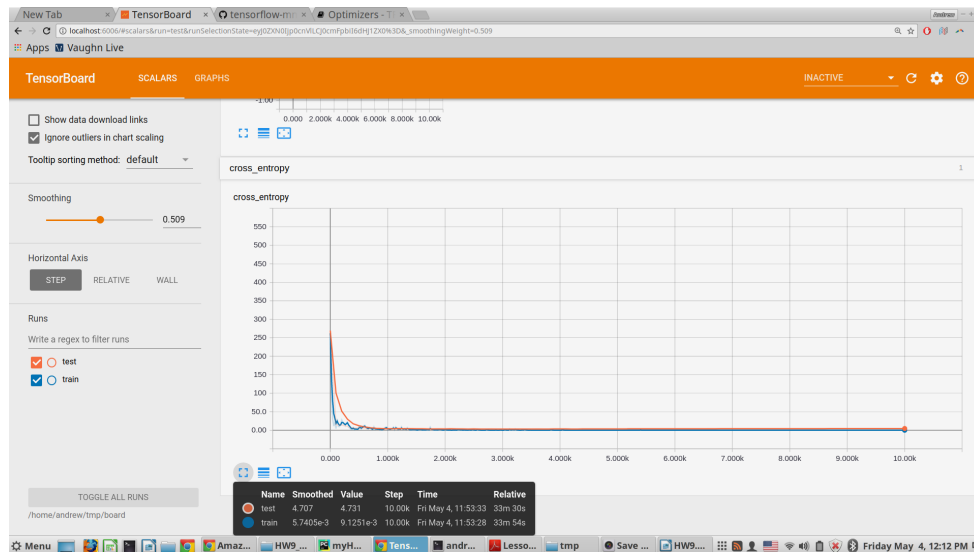 New Tab × TensorBoard × tensorflow-m × Optimizers - T × Andrew
localhost:6006/#scalars&run=test&runSelectionState=eyJ0ZXN0Ijp0cnVlLCJ0cmFpbiI6dHJ1ZX0%3D&_smoothingWeight=0.509
Apps Vaughn Live
TensorBoard SCALARS GRAPHS INACTIVE
Show data download links
Ignore outliers in chart scaling
Tooltip sorting method: default
Smoothing
0.509
Horizontal Axis
STEP RELATIVE WALL
Runs
Write a regex to filter runs
test
train
TOGGLE ALL RUNS
/home/andrew/tmp/board
-1.00
0.000 2.000k 4.000k 6.000k 8.000k 10.00k
cross_entropy 1
cross_entropy
550
500
450
400
350
300
250
200
150
100
50.0
0.00
0.000 1.000k 2.000k 3.000k 4.000k 5.000k 6.000k 7.000k 8.000k 9.000k 10.00k
Name Smoothed Value Step Time Relative
test 4.707 4.731 10.00k Fri May 4, 11:53:33 33m 30s
train 5.7405e-3 9.1251e-3 10.00k Fri May 4, 11:53:28 33m 54s
Menu Amaz... HW9_... myH... Tens... andr... Lesso... tmp Save ... HW9.... Friday May 4, 12:12 PM